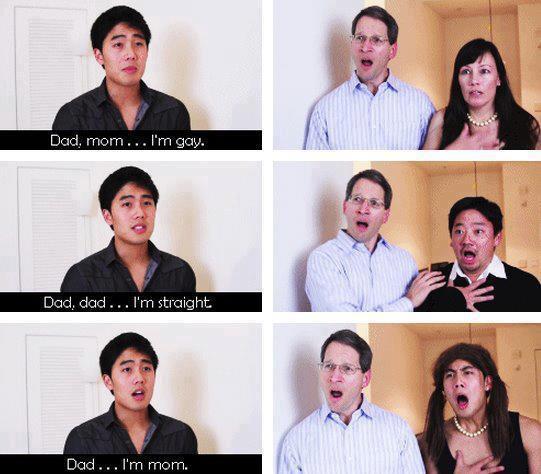 Dad, mom . . . I'm gay.
Dad, dad . . . I'm straight.
Dad . . . I'm mom.